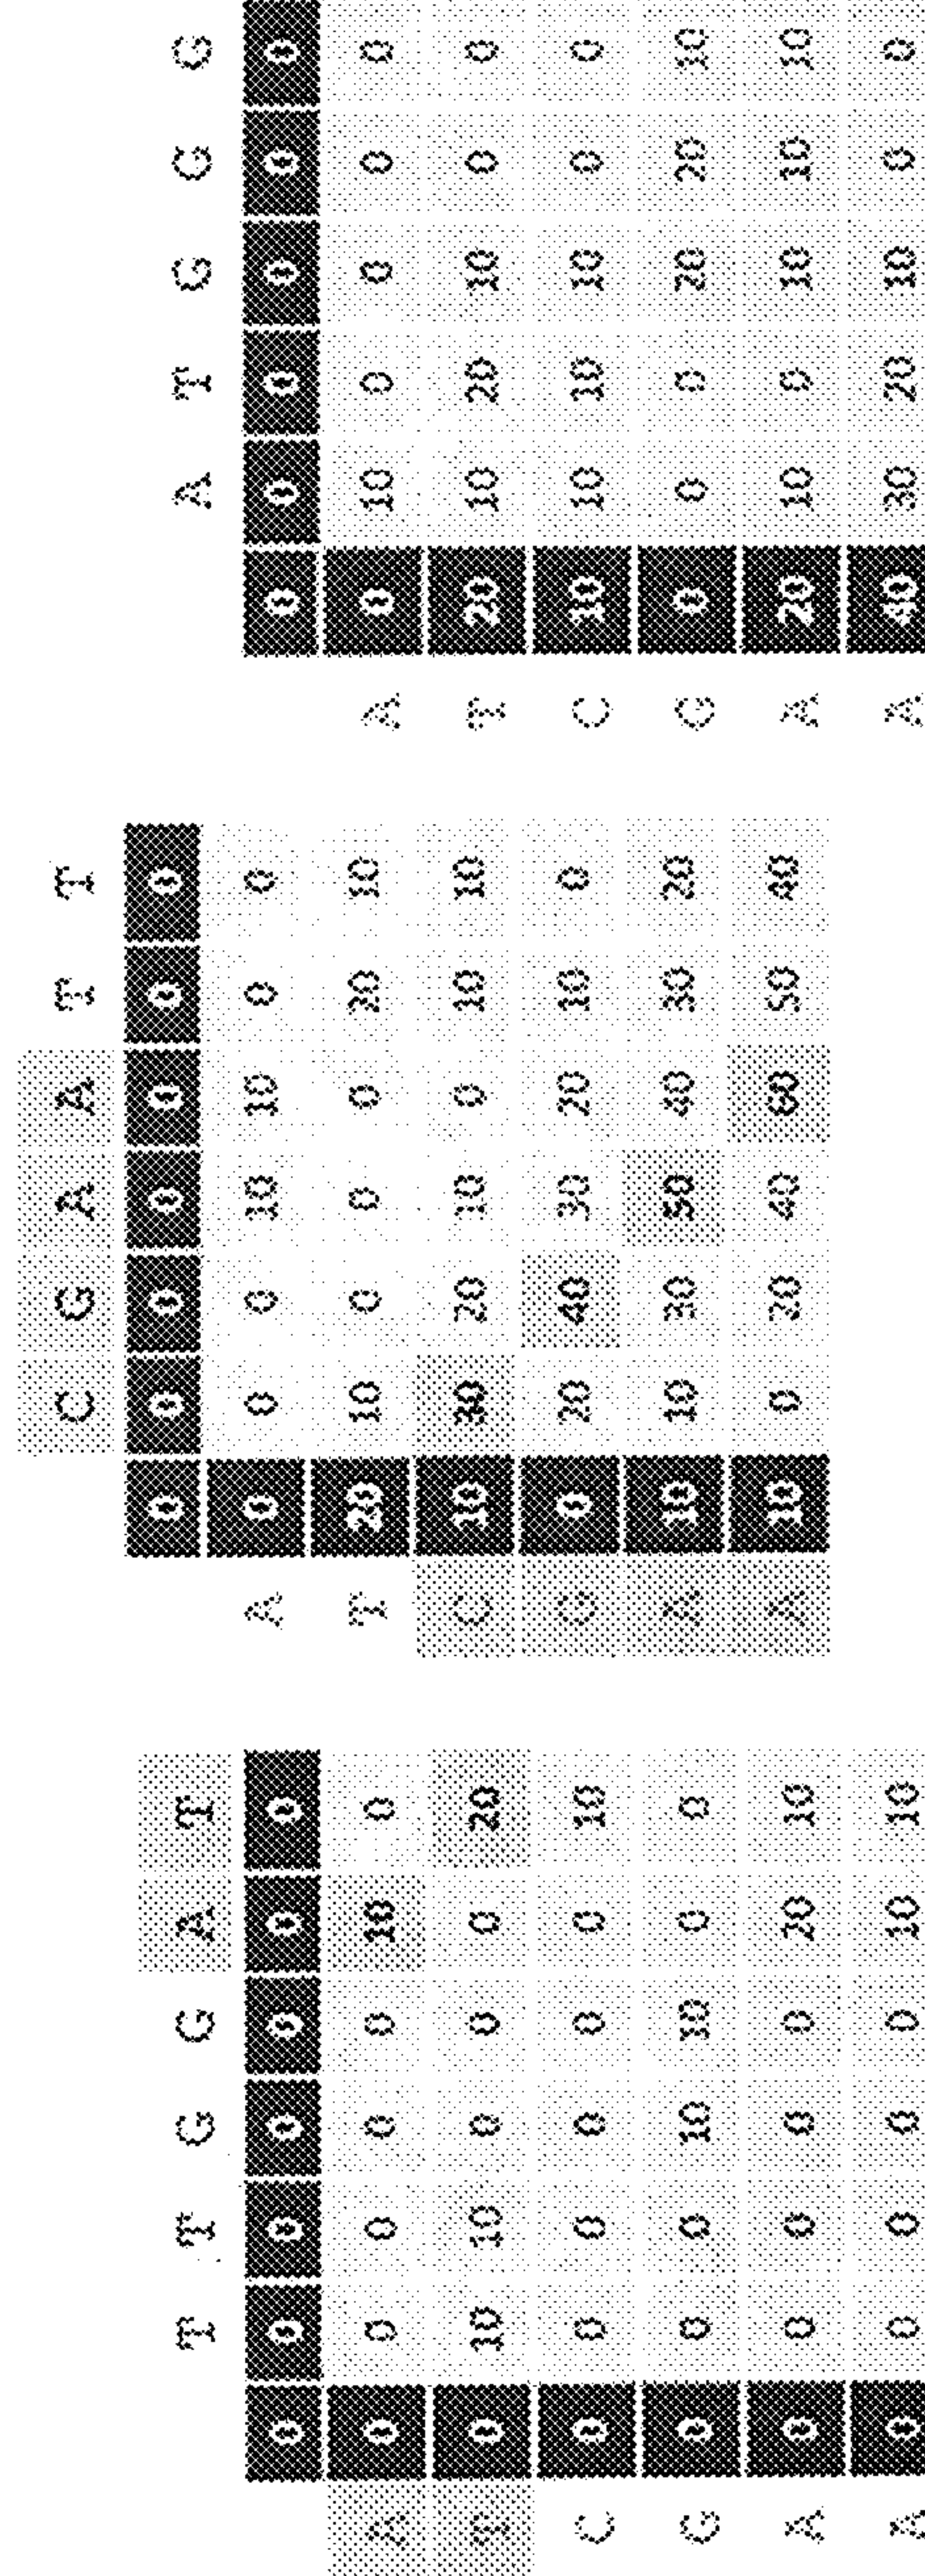 T T G G A T
0 0 0 0 0 0 0
A 0 0 0 0 0 10 0
T 0 10 10 0 0 0 20
C 0 0 0 0 0 0 10
G 0 0 0 10 10 0 0
A 0 0 0 0 0 20 10
A 0 0 0 0 0 10 10
C G A A T T
0 0 0 0 0 0 0
A 0 0 0 10 10 0 0
T 20 10 0 0 0 20 10
C 10 30 20 10 0 10 10
G 0 20 40 30 20 10 0
A 10 10 30 50 40 30 20
A 10 0 20 40 60 50 40
A T G G G
0 0 0 0 0 0
A 0 10 0 0 0 0
T 20 10 20 10 0 0
C 10 10 10 10 0 0
G 0 0 0 20 20 10
A 20 10 0 10 10 10
A 40 30 20 10 0 0